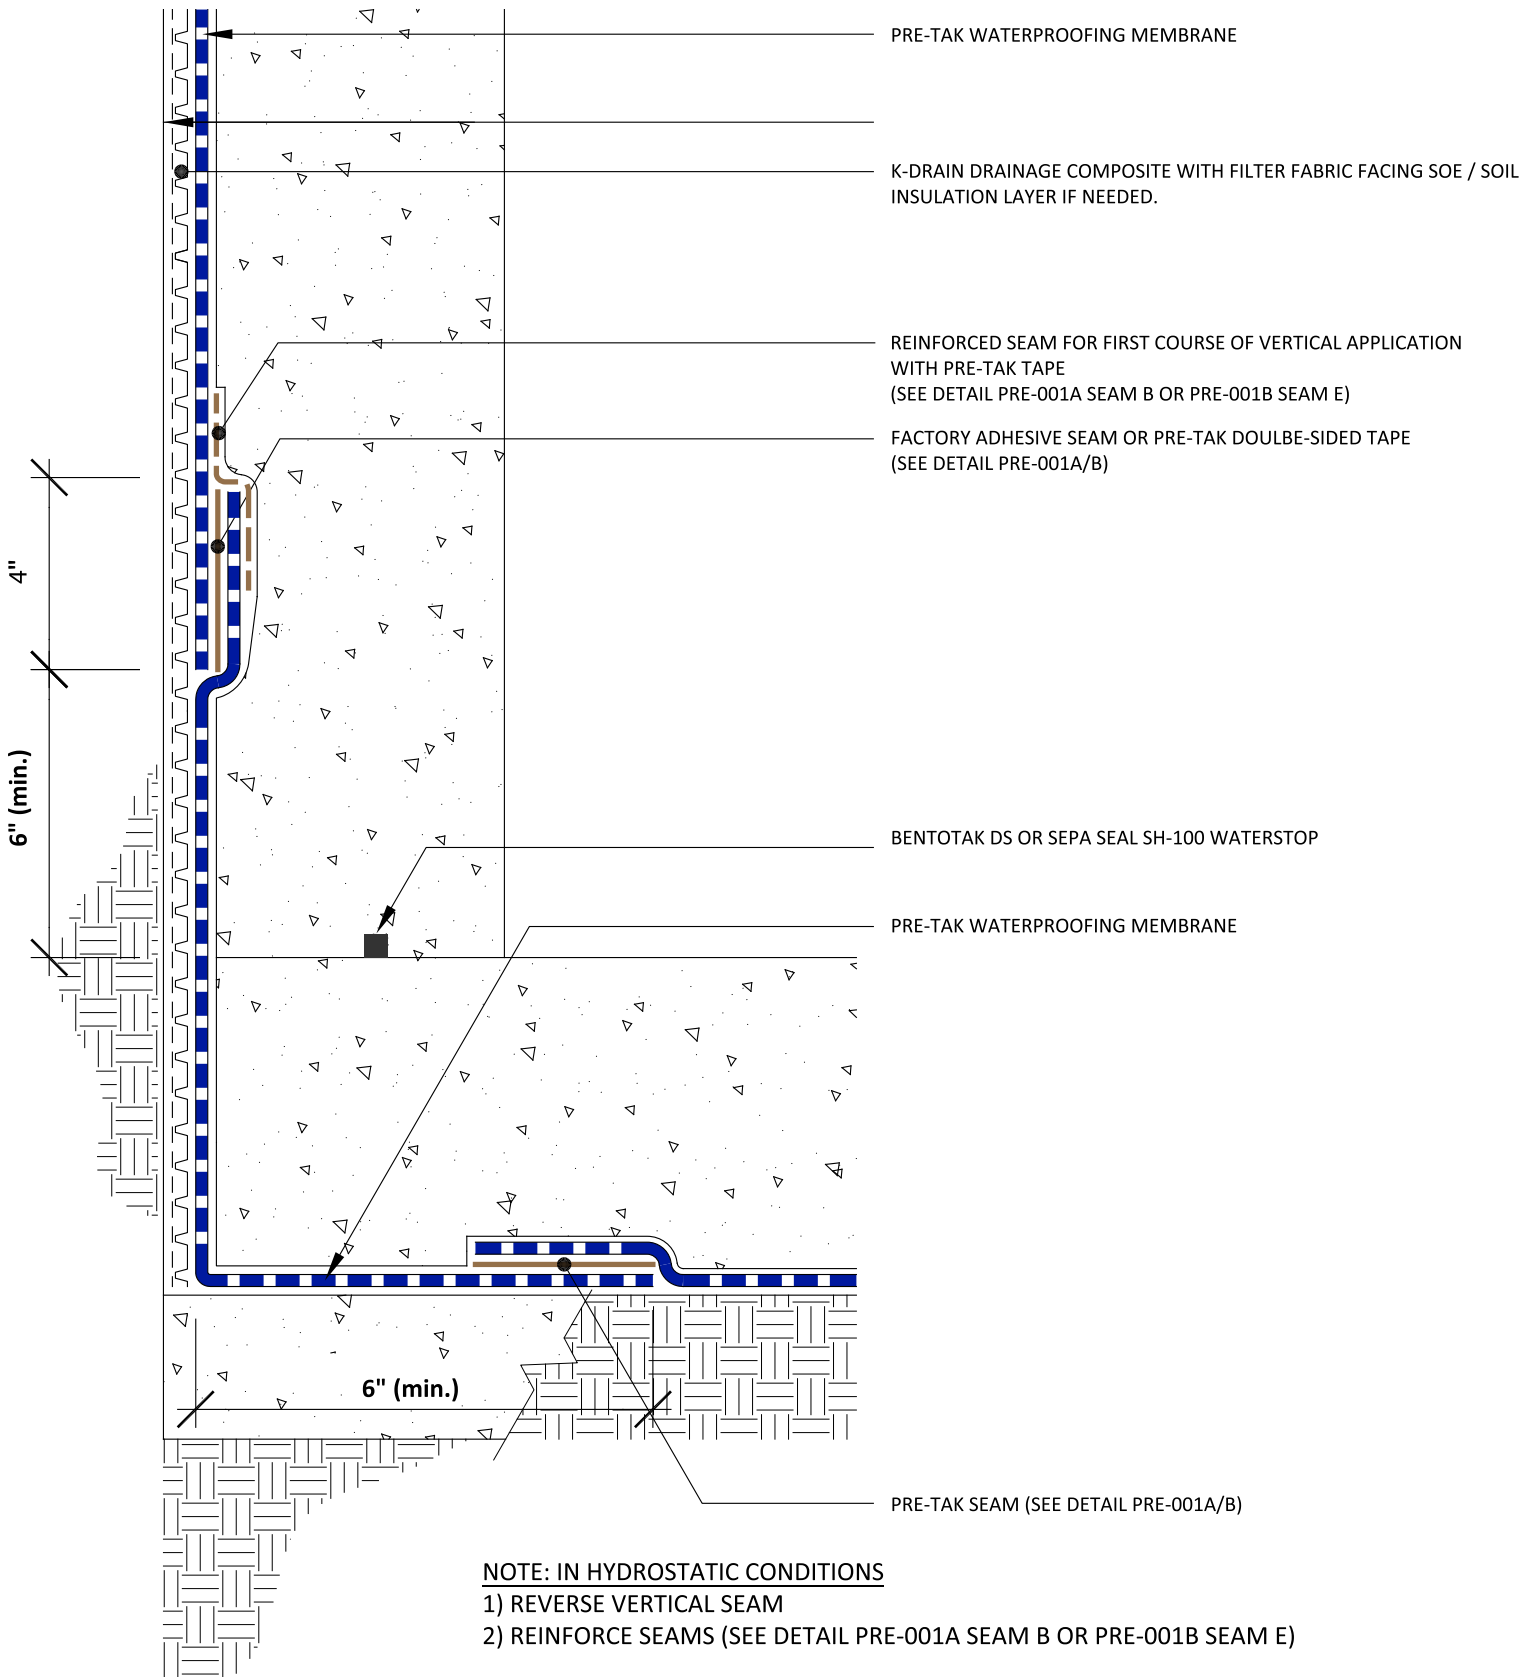 PRE-TAK WATERPROOFING MEMBRANE
K-DRAIN DRAINAGE COMPOSITE WITH FILTER FABRIC FACING SOE / SOIL
INSULATION LAYER IF NEEDED.
REINFORCED SEAM FOR FIRST COURSE OF VERTICAL APPLICATION
WITH PRE-TAK TAPE
(SEE DETAIL PRE-001A SEAM B OR PRE-001B SEAM E)
FACTORY ADHESIVE SEAM OR PRE-TAK DOULBE-SIDED TAPE
(SEE DETAIL PRE-001A/B)
4"
6" (min.)
BENTOTAK DS OR SEPA SEAL SH-100 WATERSTOP
PRE-TAK WATERPROOFING MEMBRANE
6" (min.)
PRE-TAK SEAM (SEE DETAIL PRE-001A/B)
NOTE: IN HYDROSTATIC CONDITIONS
1) REVERSE VERTICAL SEAM
2) REINFORCE SEAMS (SEE DETAIL PRE-001A SEAM B OR PRE-001B SEAM E)